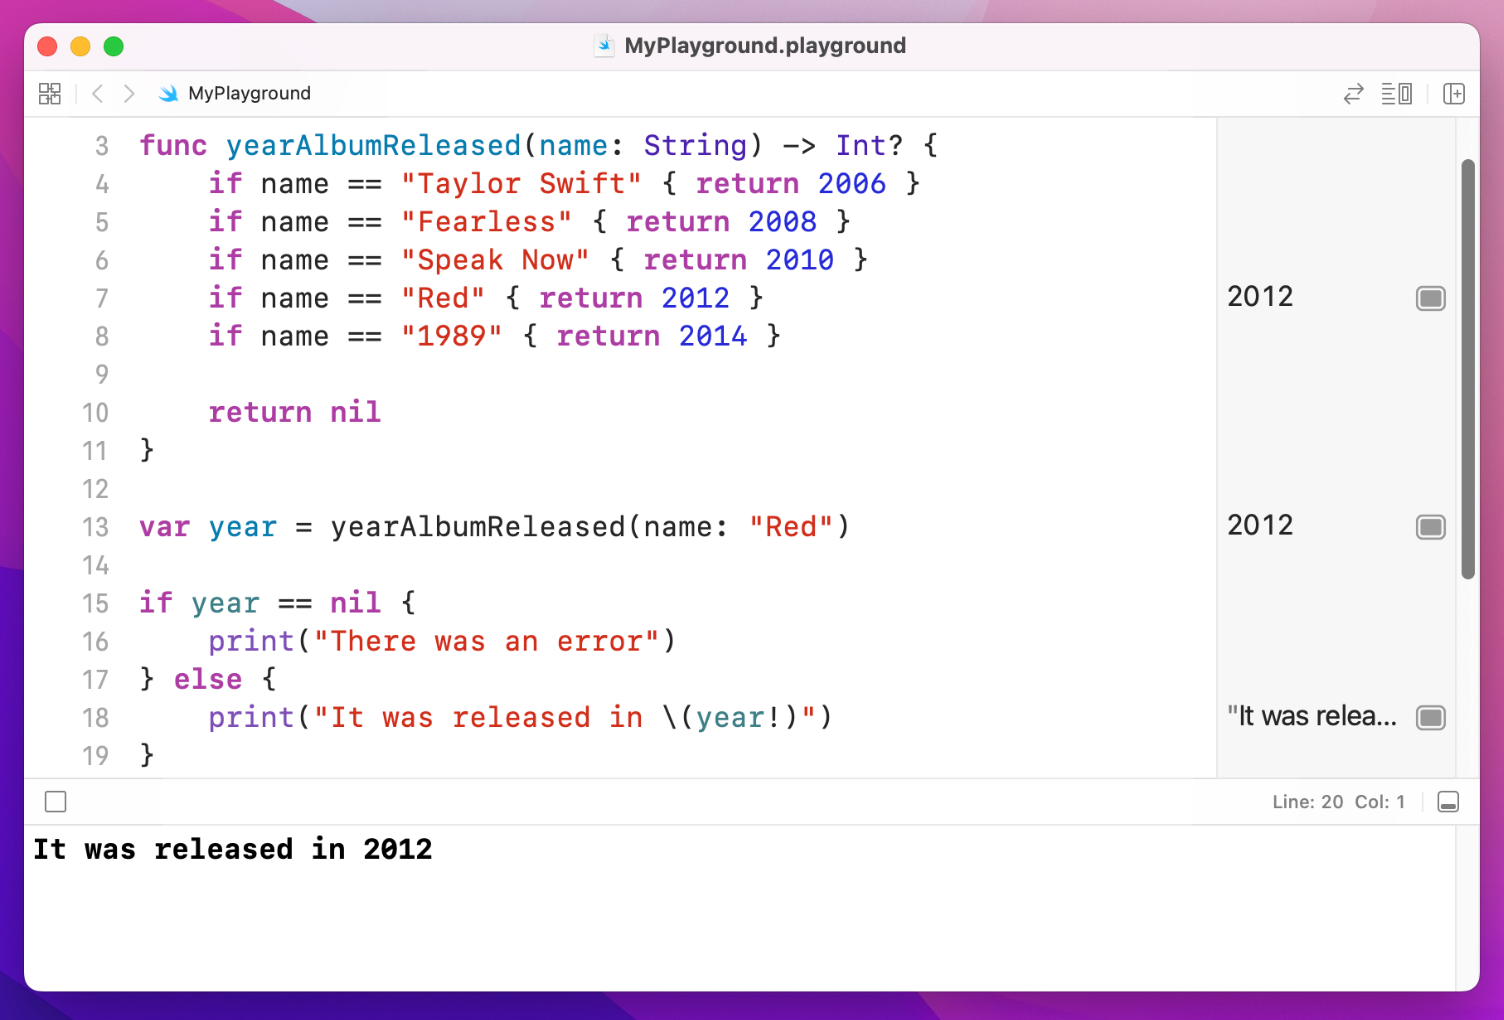 MyPlayground.playground
MyPlayground
3 func yearAlbumReleased(name: String) -> Int? {
4     if name == "Taylor Swift" { return 2006 }
5     if name == "Fearless" { return 2008 }
6     if name == "Speak Now" { return 2010 }
7     if name == "Red" { return 2012 } 2012
8     if name == "1989" { return 2014 }
9
10     return nil
11 }
12
13 var year = yearAlbumReleased(name: "Red") 2012
14
15 if year == nil {
16     print("There was an error")
17 } else {
18     print("It was released in \(year!)") "It was relea...
19 }
Line: 20 Col: 1
It was released in 2012